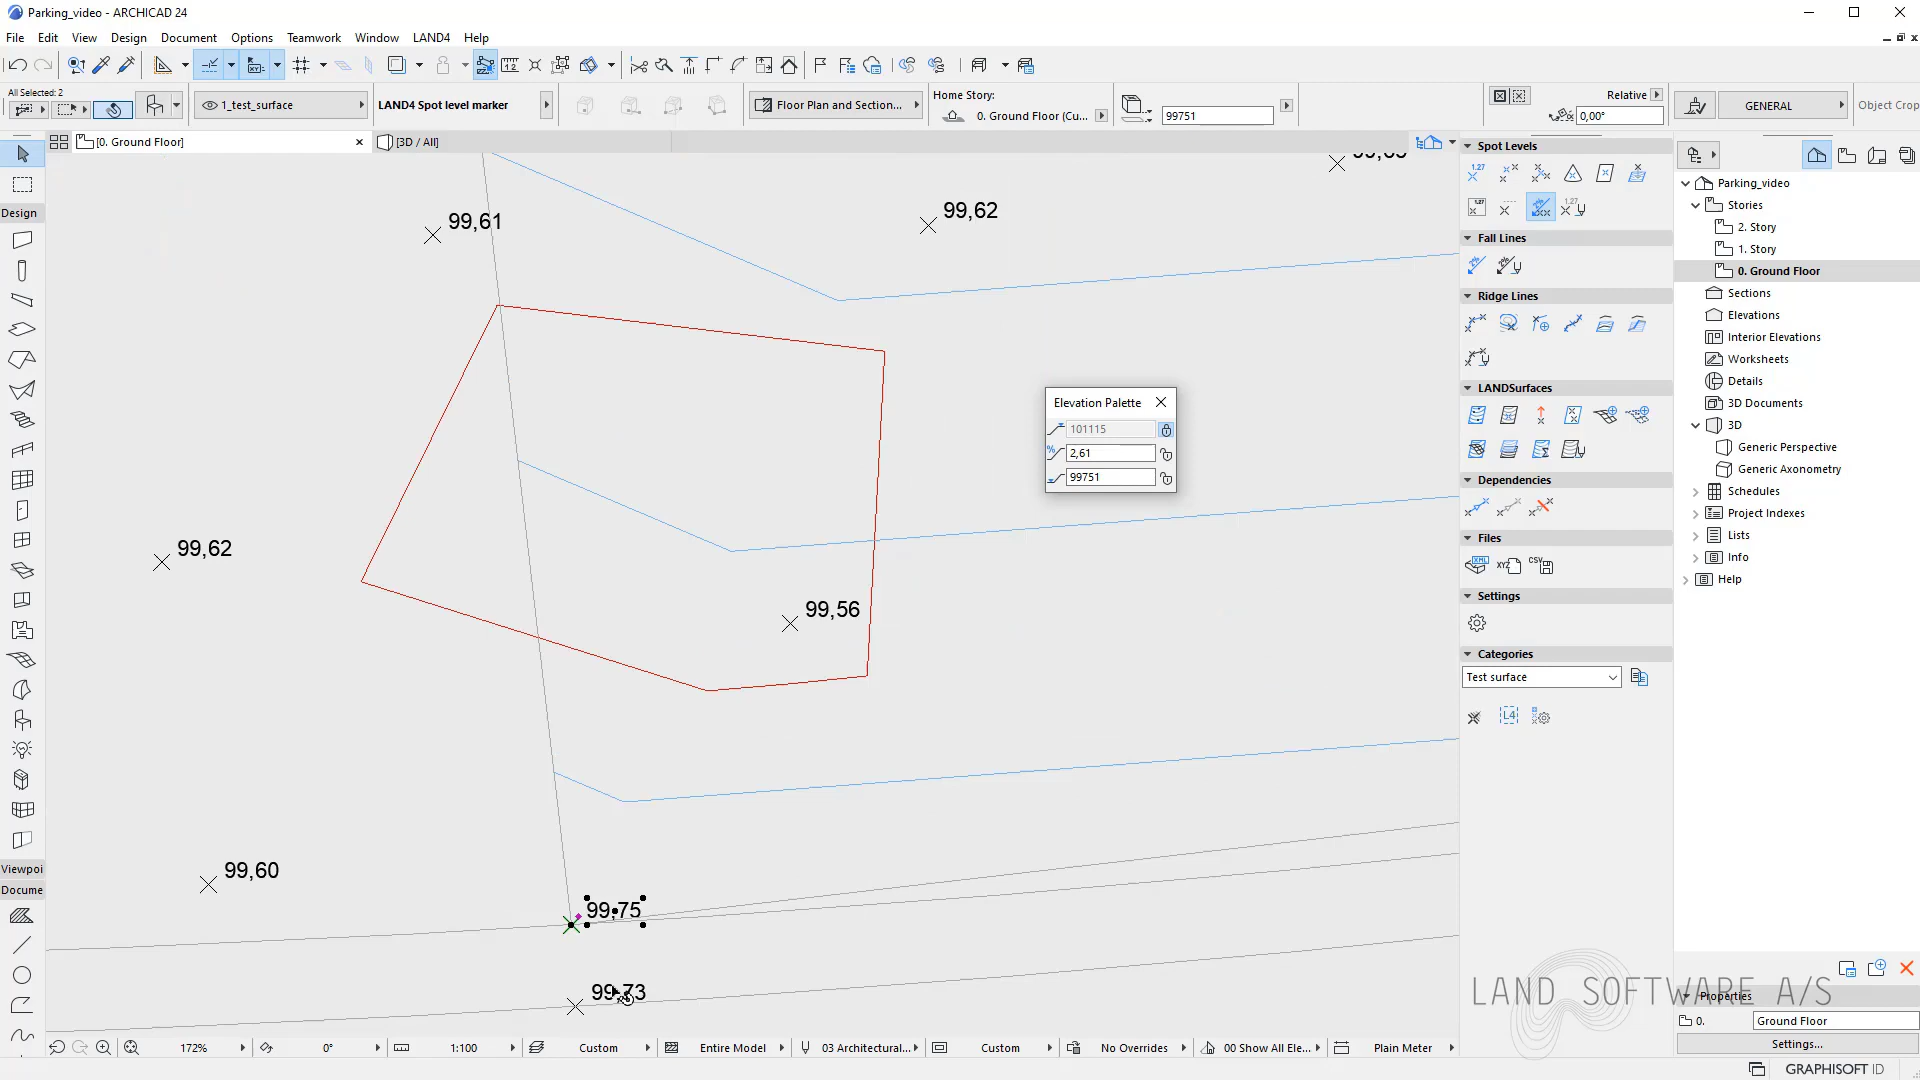 Parking_video - ARCHICAD 24
File Edit View Design Document Options Teamwork Window LAND4 Help
All Selected: 2
1_test_surface
LAND4 Spot level marker
Floor Plan and Section...
Home Story:
0. Ground Floor (Cu...
99751
Relative
0,00°
GENERAL
Object Crop
[0. Ground Floor]
[3D / All]
Design
Viewpoi
Docume
99,61
99,62
99,62
99,56
99,60
99,75
99,73
Elevation Palette
101115
% 2,61
99751
Spot Levels
Fall Lines
Ridge Lines
LANDSurfaces
Dependencies
Files
XML XYZ CSV
Settings
Categories
Test surface
L4
Parking_video
Stories
2. Story
1. Story
0. Ground Floor
Sections
Elevations
Interior Elevations
Worksheets
Details
3D Documents
3D
Generic Perspective
Generic Axonometry
Schedules
Project Indexes
Lists
Info
Help
LAND SOFTWARE A/S
Properties
0. Ground Floor
Settings...
172% 0° 1:100 Custom Entire Model 03 Architectural... Custom No Overrides 00 Show All Ele... Plain Meter
GRAPHISOFT ID